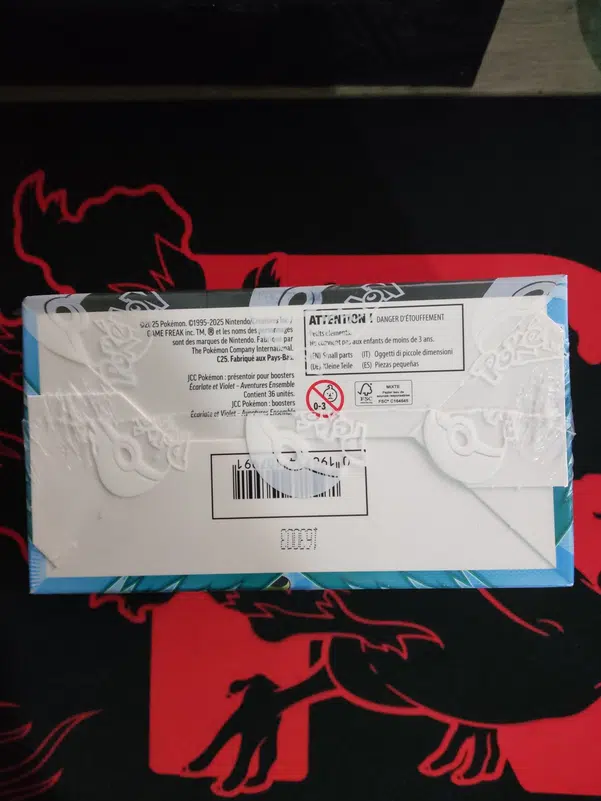 ©2025 Pokémon. ©1995-2025 Nintendo/Creatures Inc./
GAME FREAK inc. TM, ® et les noms des personnages
sont des marques de Nintendo. Fabriqué par
The Pokémon Company International.
C25. Fabriqué aux Pays-Bas
JCC Pokémon : présentoir pour boosters
Écarlate et Violet - Aventures Ensemble
Contient 36 unités.
JCC Pokémon : boosters
Écarlate et Violet - Aventures Ensemble
ATTENTION ! DANGER D'ÉTOUFFEMENT
Petits éléments.
Ne convient pas aux enfants de moins de 3 ans.
(EN) Small parts (IT) Oggetti di piccole dimensioni
(DE) Kleine Teile (ES) Piezas pequeñas
0-3
FSC
MIXTE
FSC®
POKÉMON